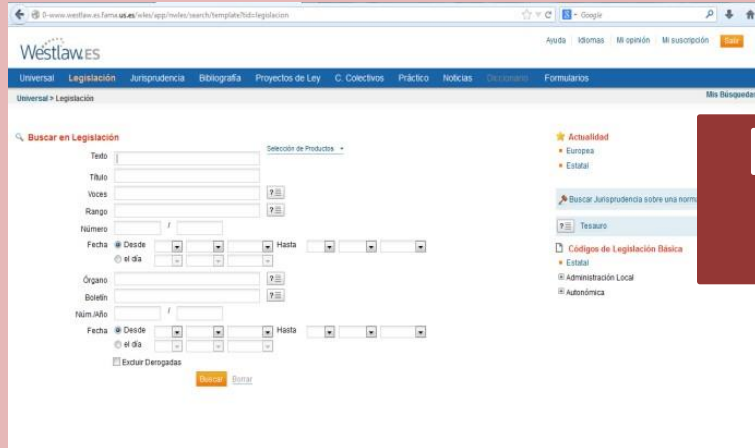 0-www.westlaw.es.fama.us.es/wles/app/nwles/search/template?tid=legislacion
Google
Ayuda Idiomas Mi opinión Mi suscripción Salir
Westlaw.ES
Universal Legislación Jurisprudencia Bibliografía Proyectos de Ley C. Colectivos Práctico Noticias Diccionario Formularios
Universal > Legislación
Mis Búsquedas
Buscar en Legislación
Selección de Productos
Texto
Título
Voces
Rango
Número /
Fecha Desde Hasta
el día
Órgano
Boletín
Núm./Año /
Fecha Desde Hasta
el día
Excluir Derogadas
Buscar Borrar
Actualidad
Europea
Estatal
Buscar Jurisprudencia sobre una norma
Tesauro
Códigos de Legislación Básica
Estatal
Administración Local
Autonómica